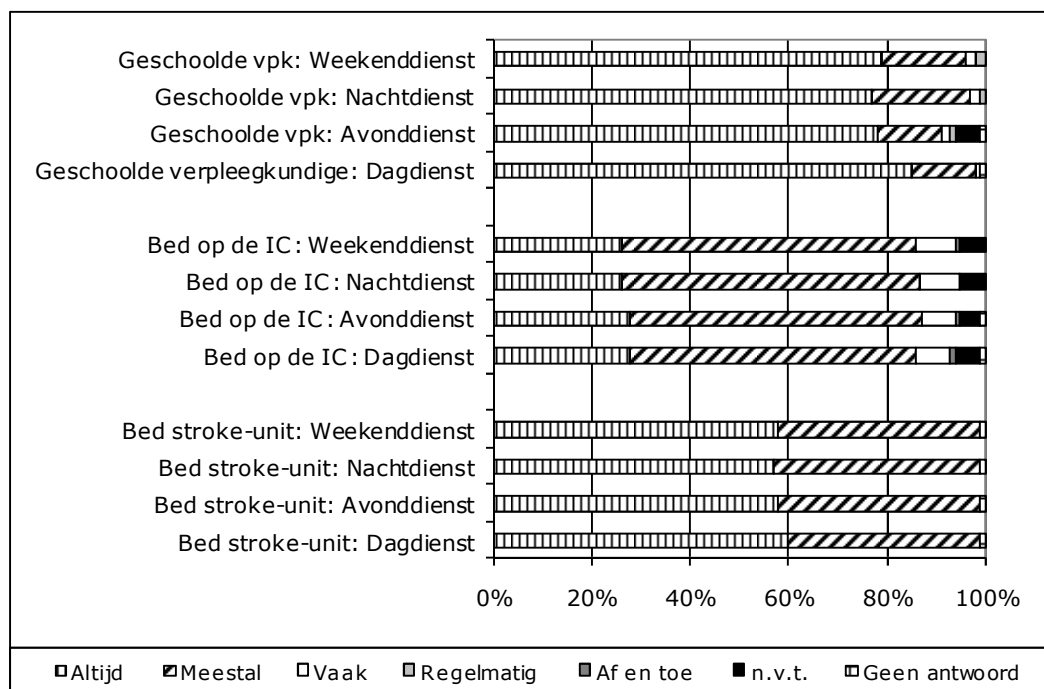 Geschoolde vpk: Weekenddienst
Geschoolde vpk: Nachtdienst
Geschoolde vpk: Avonddienst
Geschoolde verpleegkundige: Dagdienst
Bed op de IC: Weekenddienst
Bed op de IC: Nachtdienst
Bed op de IC: Avonddienst
Bed op de IC: Dagdienst
Bed stroke-unit: Weekenddienst
Bed stroke-unit: Nachtdienst
Bed stroke-unit: Avonddienst
Bed stroke-unit: Dagdienst
0% 20% 40% 60% 80% 100%
Altijd Meestal Vaak Regelmatig Af en toe n.v.t. Geen antwoord